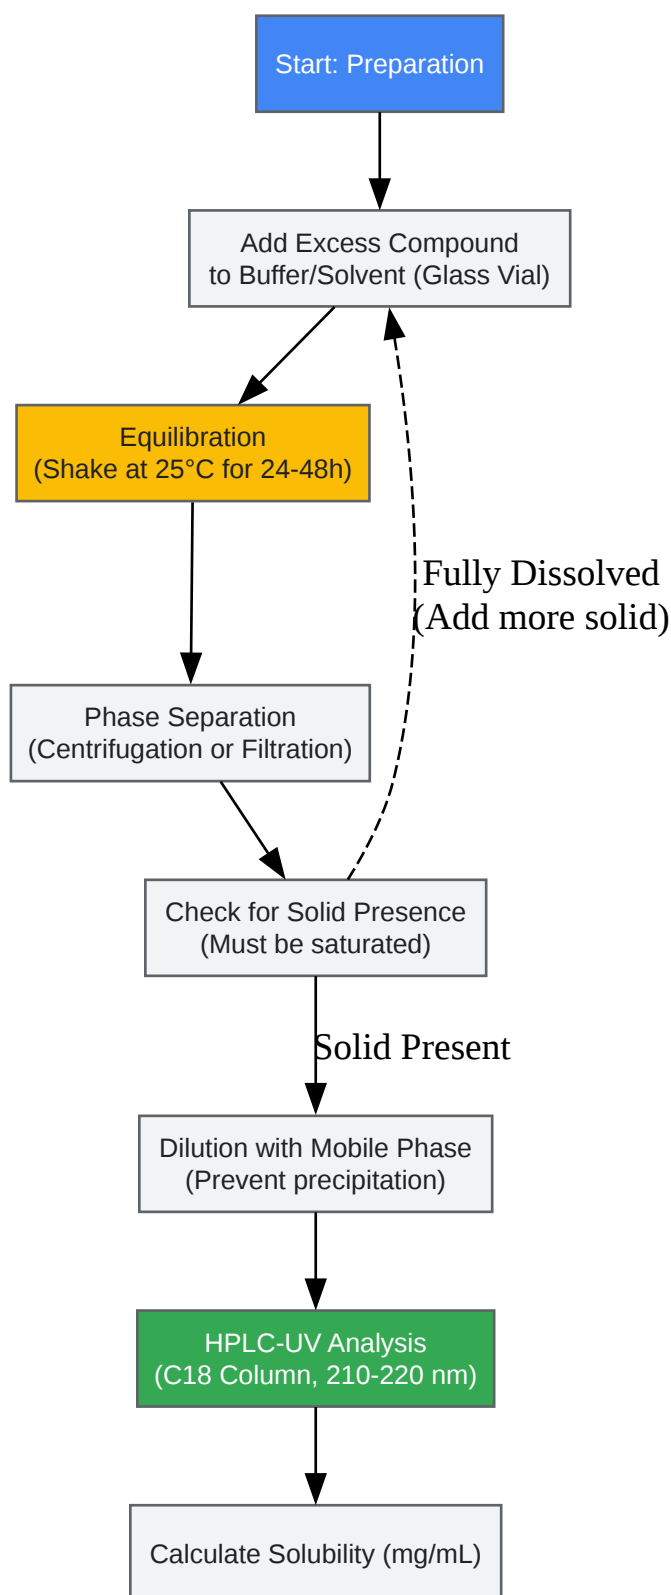 Start: Preparation
Add Excess Compound
to Buffer/Solvent (Glass Vial)
Equilibration
(Shake at 25°C for 24-48h)
Fully Dissolved
(Add more solid)
Phase Separation
(Centrifugation or Filtration)
Check for Solid Presence
(Must be saturated)
Solid Present
Dilution with Mobile Phase
(Prevent precipitation)
HPLC-UV Analysis
(C18 Column, 210-220 nm)
Calculate Solubility (mg/mL)